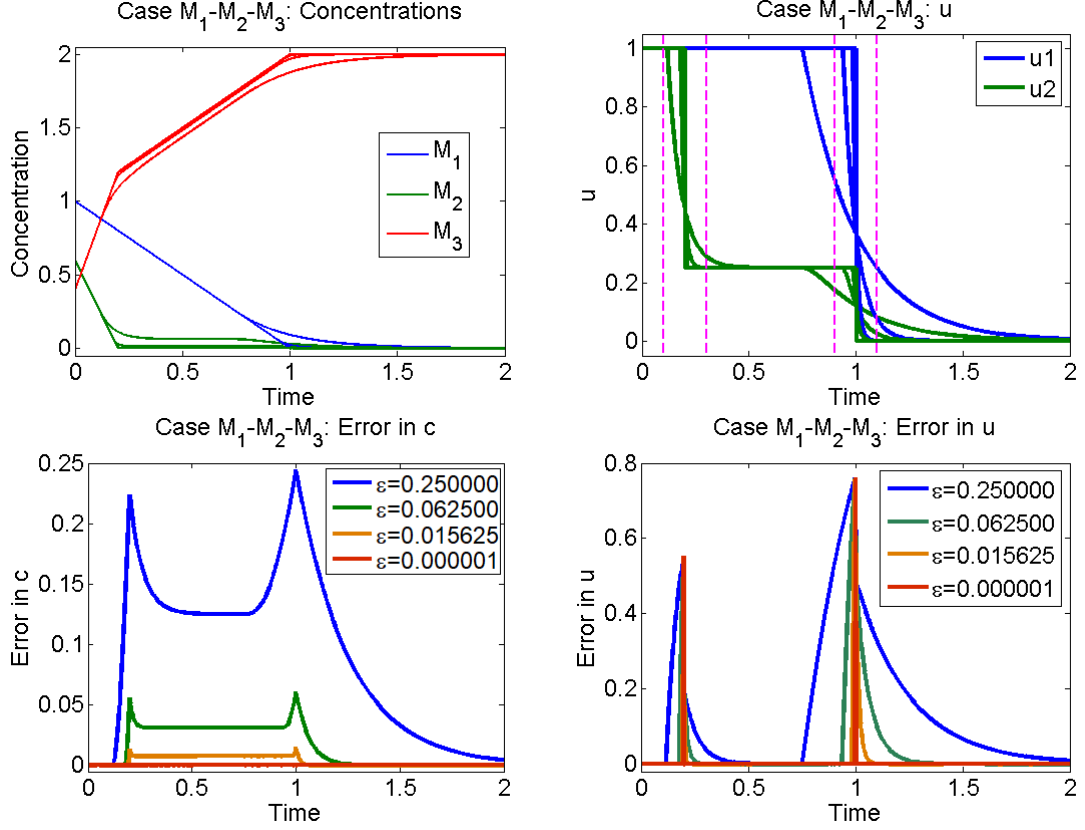 Case M1-M2-M3: Concentrations
2
1.5
1
0.5
0
Concentration
M1
M2
M3
0
0.5
1
1.5
2
Time
Case M1-M2-M3: u
1
0.8
0.6
0.4
0.2
0
u
u1
u2
0
0.5
1
1.5
2
Time
Case M1-M2-M3: Error in c
0.25
0.2
0.15
0.1
0.05
0
Error in c
ε=0.250000
ε=0.062500
ε=0.015625
ε=0.000001
0
0.5
1
1.5
2
Time
Case M1-M2-M3: Error in u
0.8
0.6
0.4
0.2
0
Error in u
ε=0.250000
ε=0.062500
ε=0.015625
ε=0.000001
0
0.5
1
1.5
2
Time